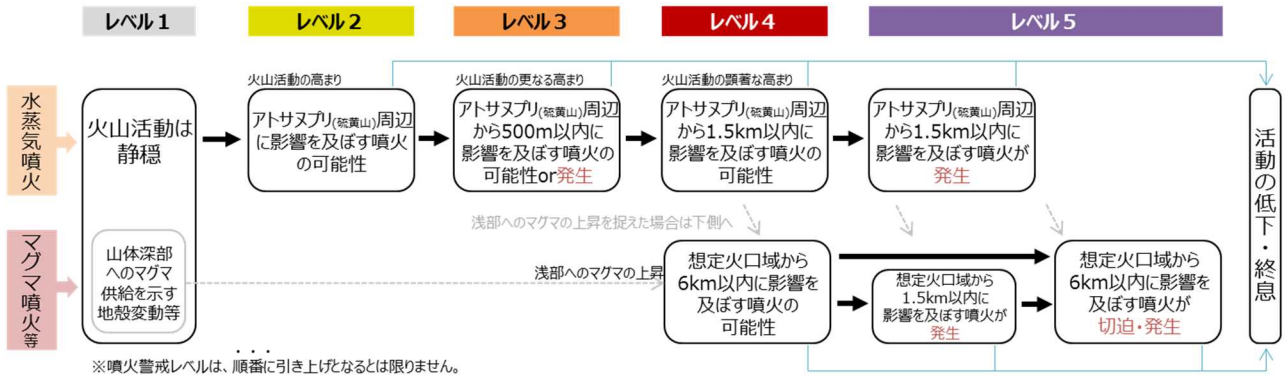 レベル1
レベル2
レベル3
レベル4
レベル5
水蒸気噴火
火山活動は
静穏
火山活動の高まり
アトサヌプリ(硫黄山)周辺
に影響を及ぼす噴火
の可能性
火山活動の更なる高まり
アトサヌプリ(硫黄山)周辺
から500m以内に
影響を及ぼす噴火の
可能性or発生
火山活動の顕著な高まり
アトサヌプリ(硫黄山)周辺
から1.5km以内に
影響を及ぼす噴火の
可能性
アトサヌプリ(硫黄山)周辺
から1.5km以内に
影響を及ぼす噴火が
発生
活動の低下・終息
浅部へのマグマの上昇を捉えた場合は下側へ
マグマ噴火等
山体深部
へのマグマ
供給を示す
地殻変動等
浅部へのマグマの上昇
想定火口域から
6km以内に影響を
及ぼす噴火の
可能性
想定火口域から
1.5km以内に
影響を及ぼす噴火が
発生
想定火口域から
6km以内に影響を
及ぼす噴火が
切迫・発生
※噴火警戒レベルは、順番に引き上げとなるとは限りません。